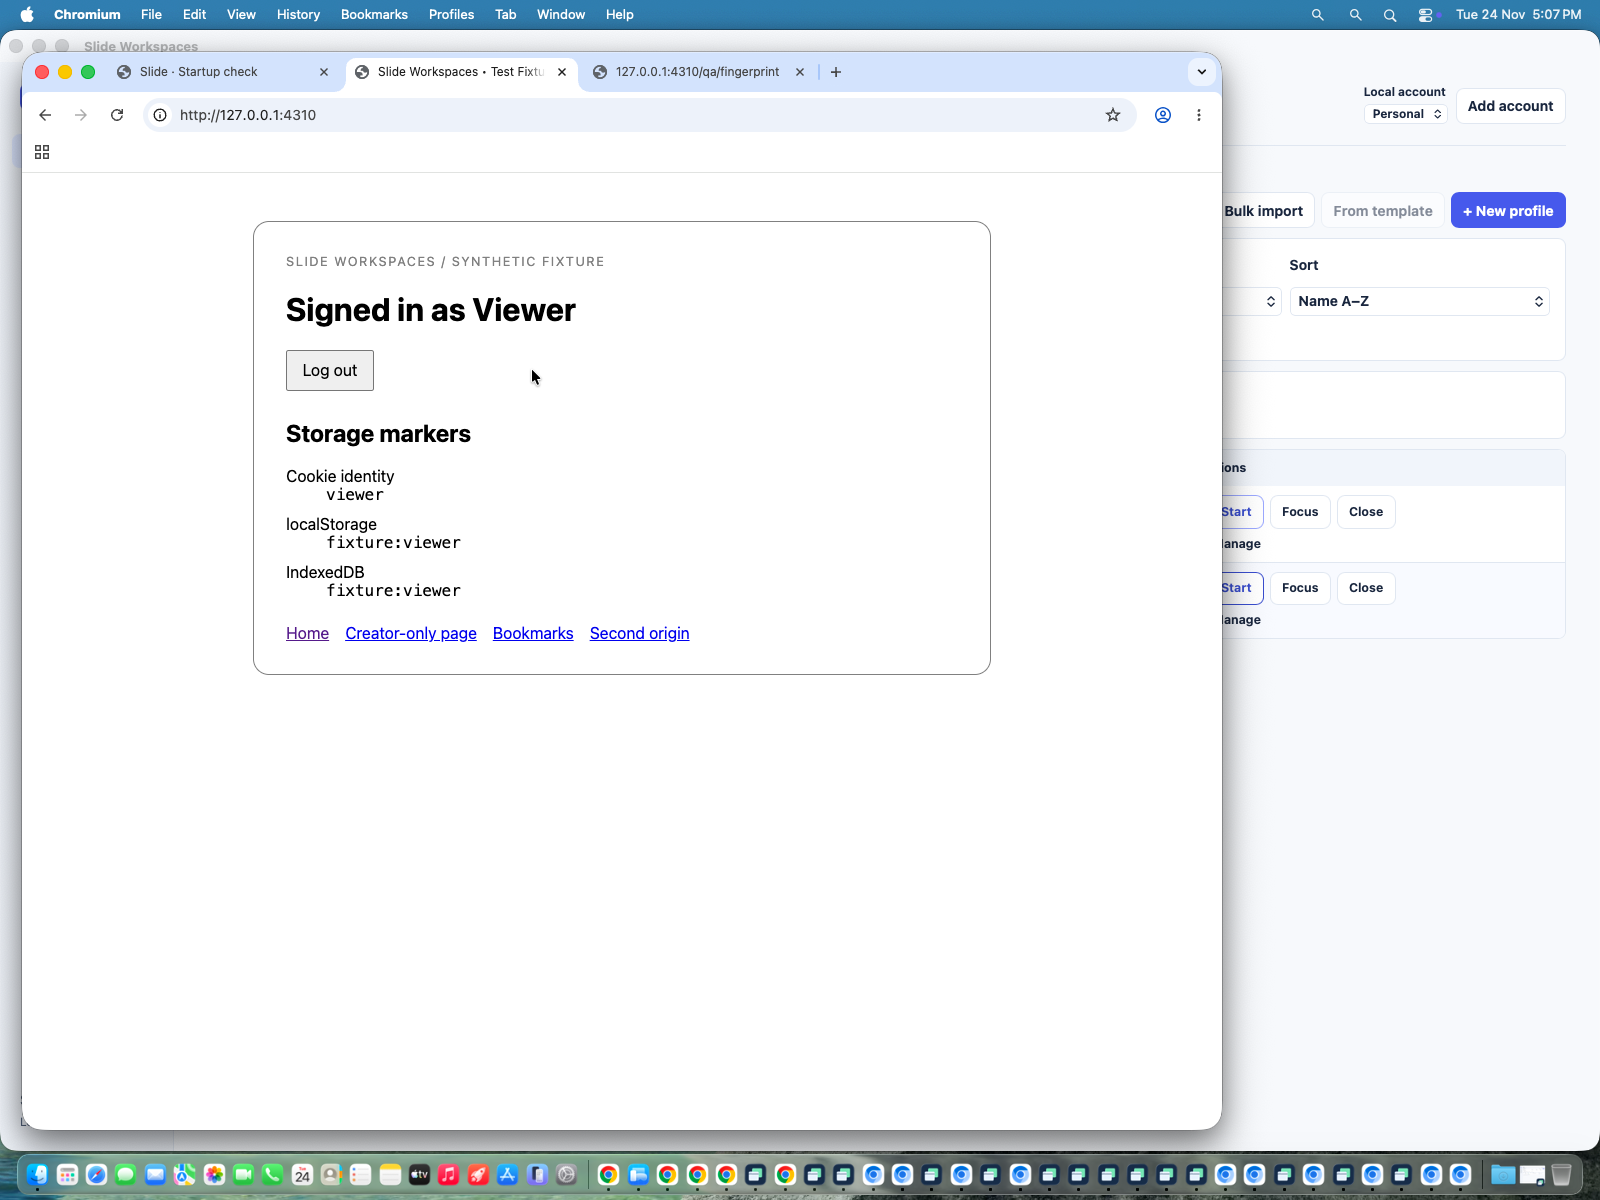 Chromium File Edit View History Bookmarks Profiles Tab Window Help Tue 24 Nov 5:07 PM
Slide Workspaces
Slide · Startup check
Slide Workspaces • Test Fixtu
127.0.0.1:4310/qa/fingerprint
http://127.0.0.1:4310
Local account
Personal
Add account
Bulk import
From template
+ New profile
Sort
Name A–Z
ions
Start Focus Close
anage
Start Focus Close
anage
SLIDE WORKSPACES / SYNTHETIC FIXTURE
Signed in as Viewer
Log out
Storage markers
Cookie identity
viewer
localStorage
fixture:viewer
IndexedDB
fixture:viewer
Home Creator-only page Bookmarks Second origin
tv
24